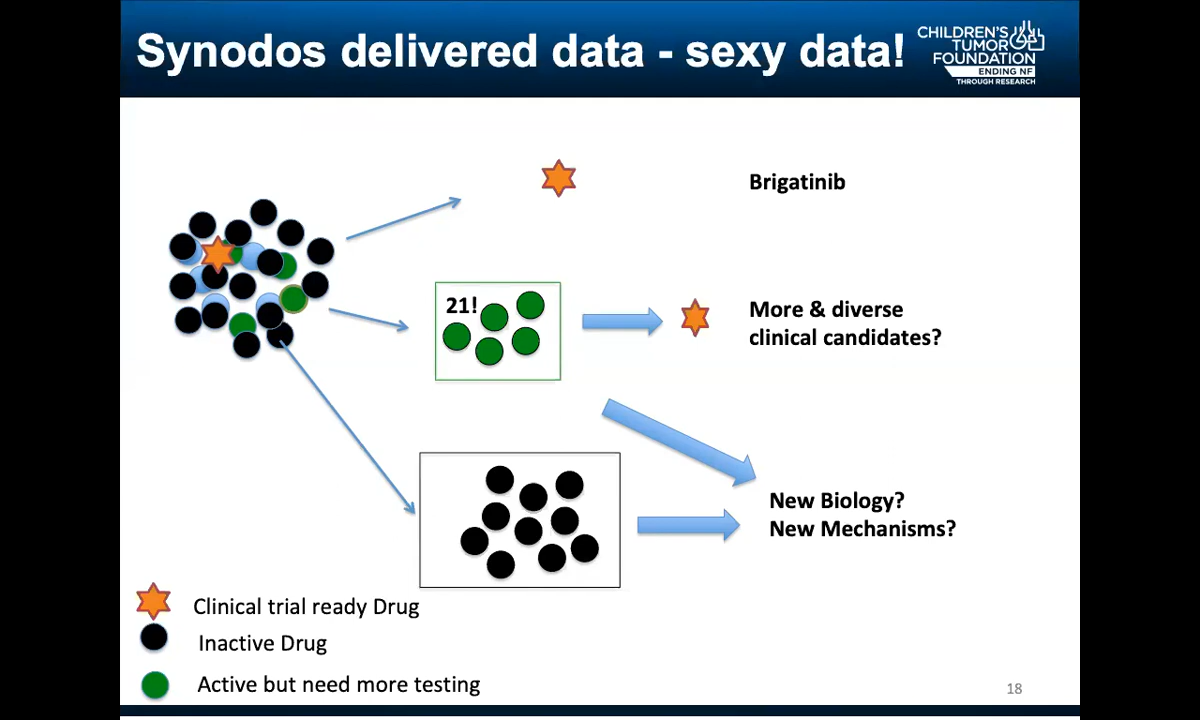 Synodos delivered data - sexy data!
CHILDREN'S
TUMOR
FOUNDATION
ENDING NF
THROUGH RESEARCH
Brigatinib
21!
More & diverse
clinical candidates?
New Biology?
New Mechanisms?
Clinical trial ready Drug
Inactive Drug
Active but need more testing
18